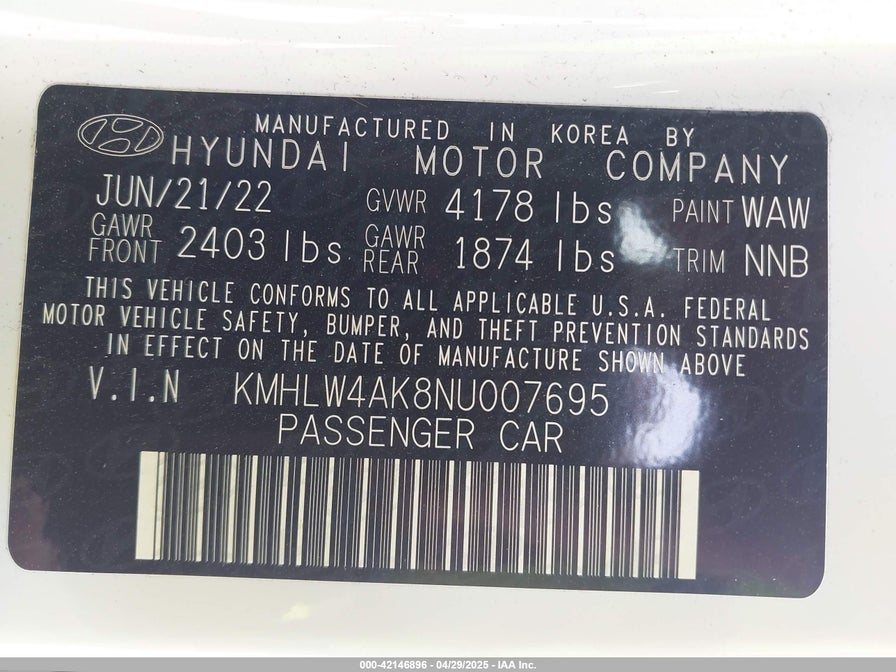 MANUFACTURED IN KOREA BY
HYUNDAI MOTOR COMPANY
JUN/21/22 GVWR 4178 lbs PAINT WAW
GAWR FRONT 2403 lbs GAWR REAR 1874 lbs TRIM NNB
THIS VEHICLE CONFORMS TO ALL APPLICABLE U.S.A. FEDERAL
MOTOR VEHICLE SAFETY, BUMPER, AND THEFT PREVENTION STANDARDS
IN EFFECT ON THE DATE OF MANUFACTURE SHOWN ABOVE
V.I.N KMHLW4AK8NU007695
PASSENGER CAR
000-42146896 - 04/29/2025 - IAA Inc.